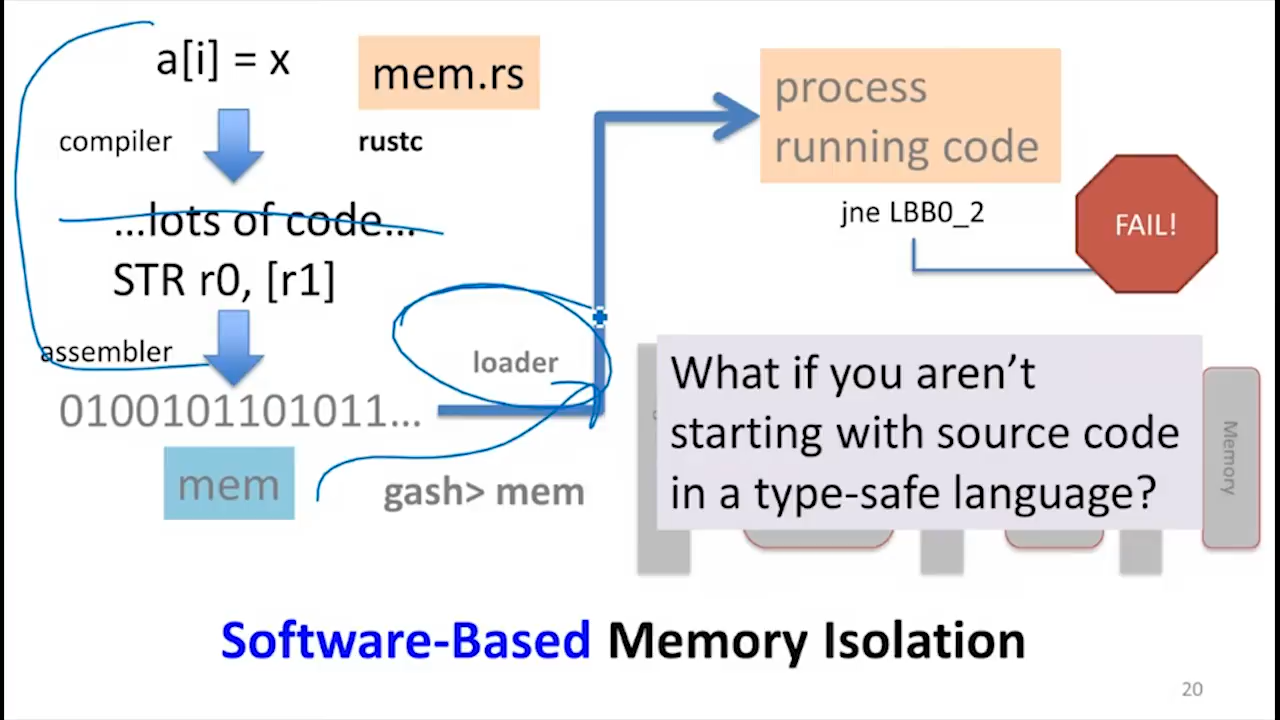 a[i] = x
mem.rs
compiler
rustc
...lots of code...
STR r0, [r1]
assembler
0100101101011...
loader
mem
gash> mem
process
running code
jne LBB0_2
FAIL!
What if you aren’t
starting with source code
in a type-safe language?
Memory
Software-Based Memory Isolation
20